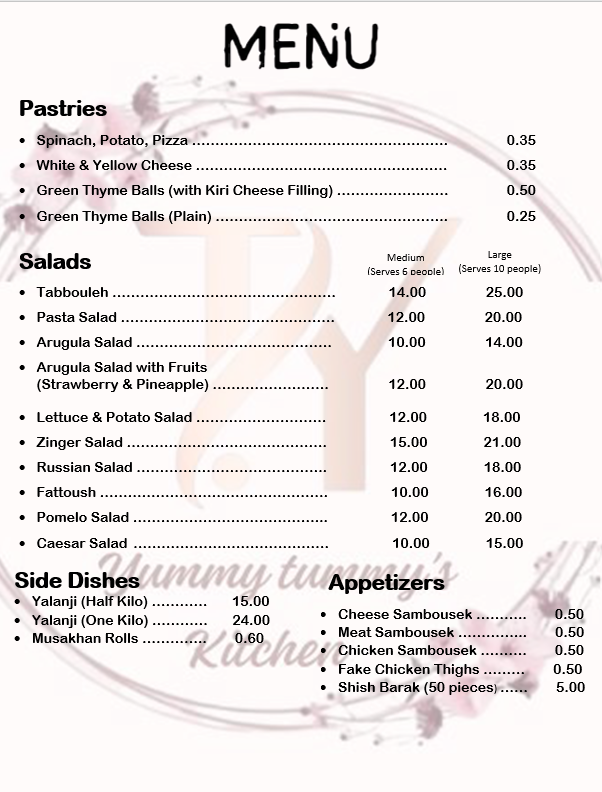 MENU
Pastries
• Spinach, Potato, Pizza ....................................................... 0.35
• White & Yellow Cheese ...................................................... 0.35
• Green Thyme Balls (with Kiri Cheese Filling) ........................ 0.50
• Green Thyme Balls (Plain) .................................................. 0.25
Salads
Medium Large
(Serves 6 people) (Serves 10 people)
• Tabbouleh ................................................ 14.00 25.00
• Pasta Salad .............................................. 12.00 20.00
• Arugula Salad .......................................... 10.00 14.00
• Arugula Salad with Fruits
(Strawberry & Pineapple) ......................... 12.00 20.00
• Lettuce & Potato Salad ............................ 12.00 18.00
• Zinger Salad ........................................... 15.00 21.00
• Russian Salad ......................................... 12.00 18.00
• Fattoush ................................................. 10.00 16.00
• Pomelo Salad .......................................... 12.00 20.00
• Caesar Salad .......................................... 10.00 15.00
Side Dishes
• Yalanji (Half Kilo) ............ 15.00
• Yalanji (One Kilo) ............ 24.00
• Musakhan Rolls .............. 0.60
Appetizers
• Cheese Sambousek ........... 0.50
• Meat Sambousek ............... 0.50
• Chicken Sambousek .......... 0.50
• Fake Chicken Thighs ......... 0.50
• Shish Barak (50 pieces) ...... 5.00
TY
Yummy tummy's
Kitchen